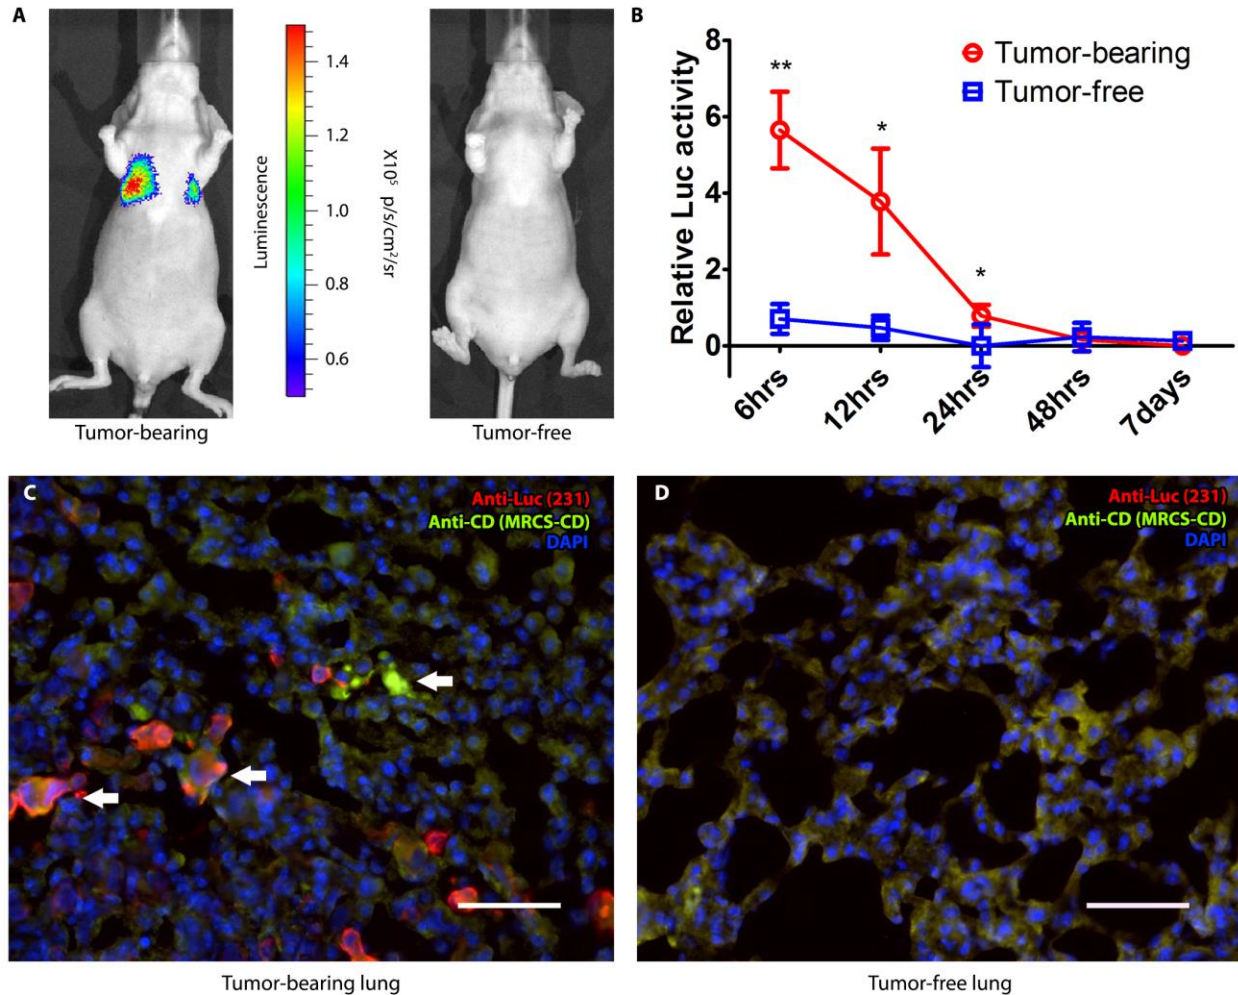 A
Luminescence
1.4
1.2
1.0
0.8
0.6
X10⁵ p/s/cm²/sr
Tumor-bearing
Tumor-free
B
Relative Luc activity
8
6
4
2
0
**
*
*
Tumor-bearing
Tumor-free
6hrs
12hrs
24hrs
48hrs
7days
C
Anti-Luc (231)
Anti-CD (MRCS-CD)
DAPI
Tumor-bearing lung
D
Anti-Luc (231)
Anti-CD (MRCS-CD)
DAPI
Tumor-free lung